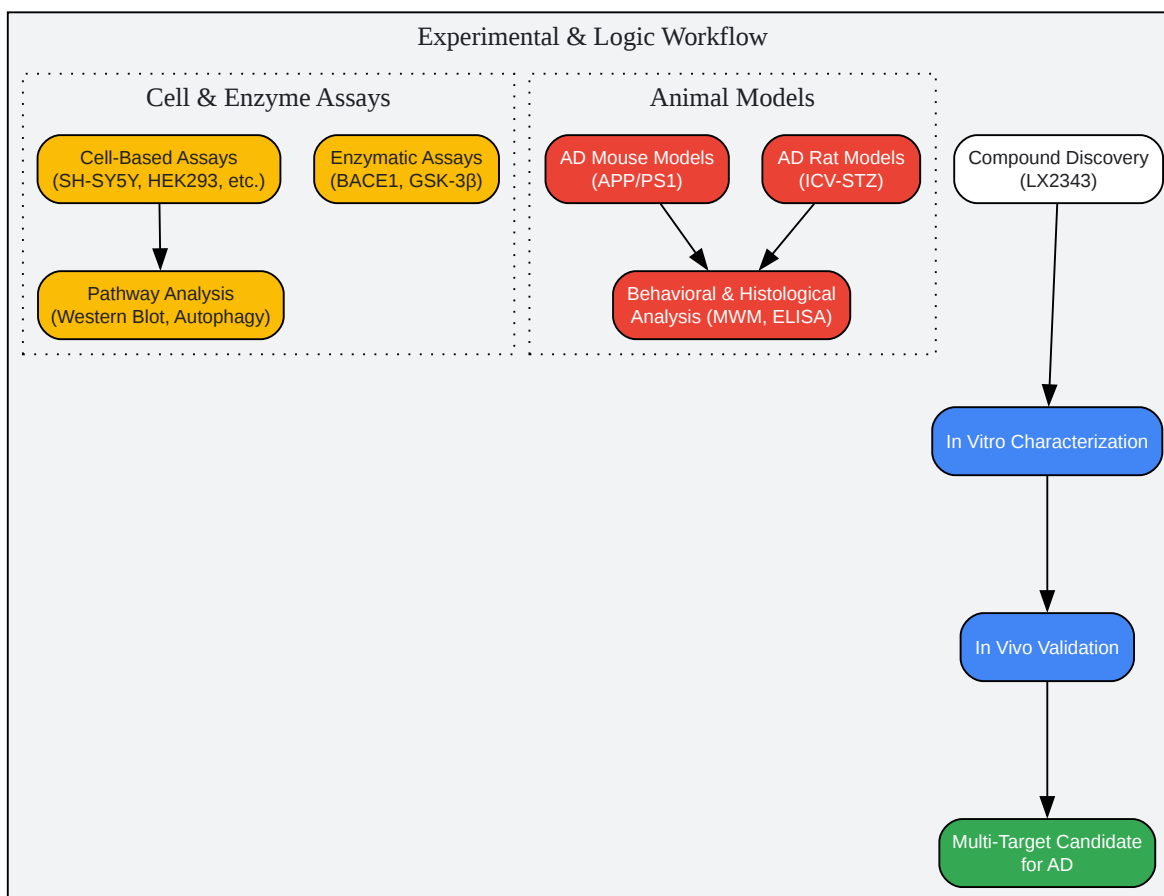 Experimental & Logic Workflow
Cell & Enzyme Assays
Cell-Based Assays
(SH-SY5Y, HEK293, etc.)
Enzymatic Assays
(BACE1, GSK-3β)
Pathway Analysis
(Western Blot, Autophagy)
Animal Models
AD Mouse Models
(APP/PS1)
AD Rat Models
(ICV-STZ)
Behavioral & Histological
Analysis (MWM, ELISA)
Compound Discovery
(LX2343)
In Vitro Characterization
In Vivo Validation
Multi-Target Candidate
for AD